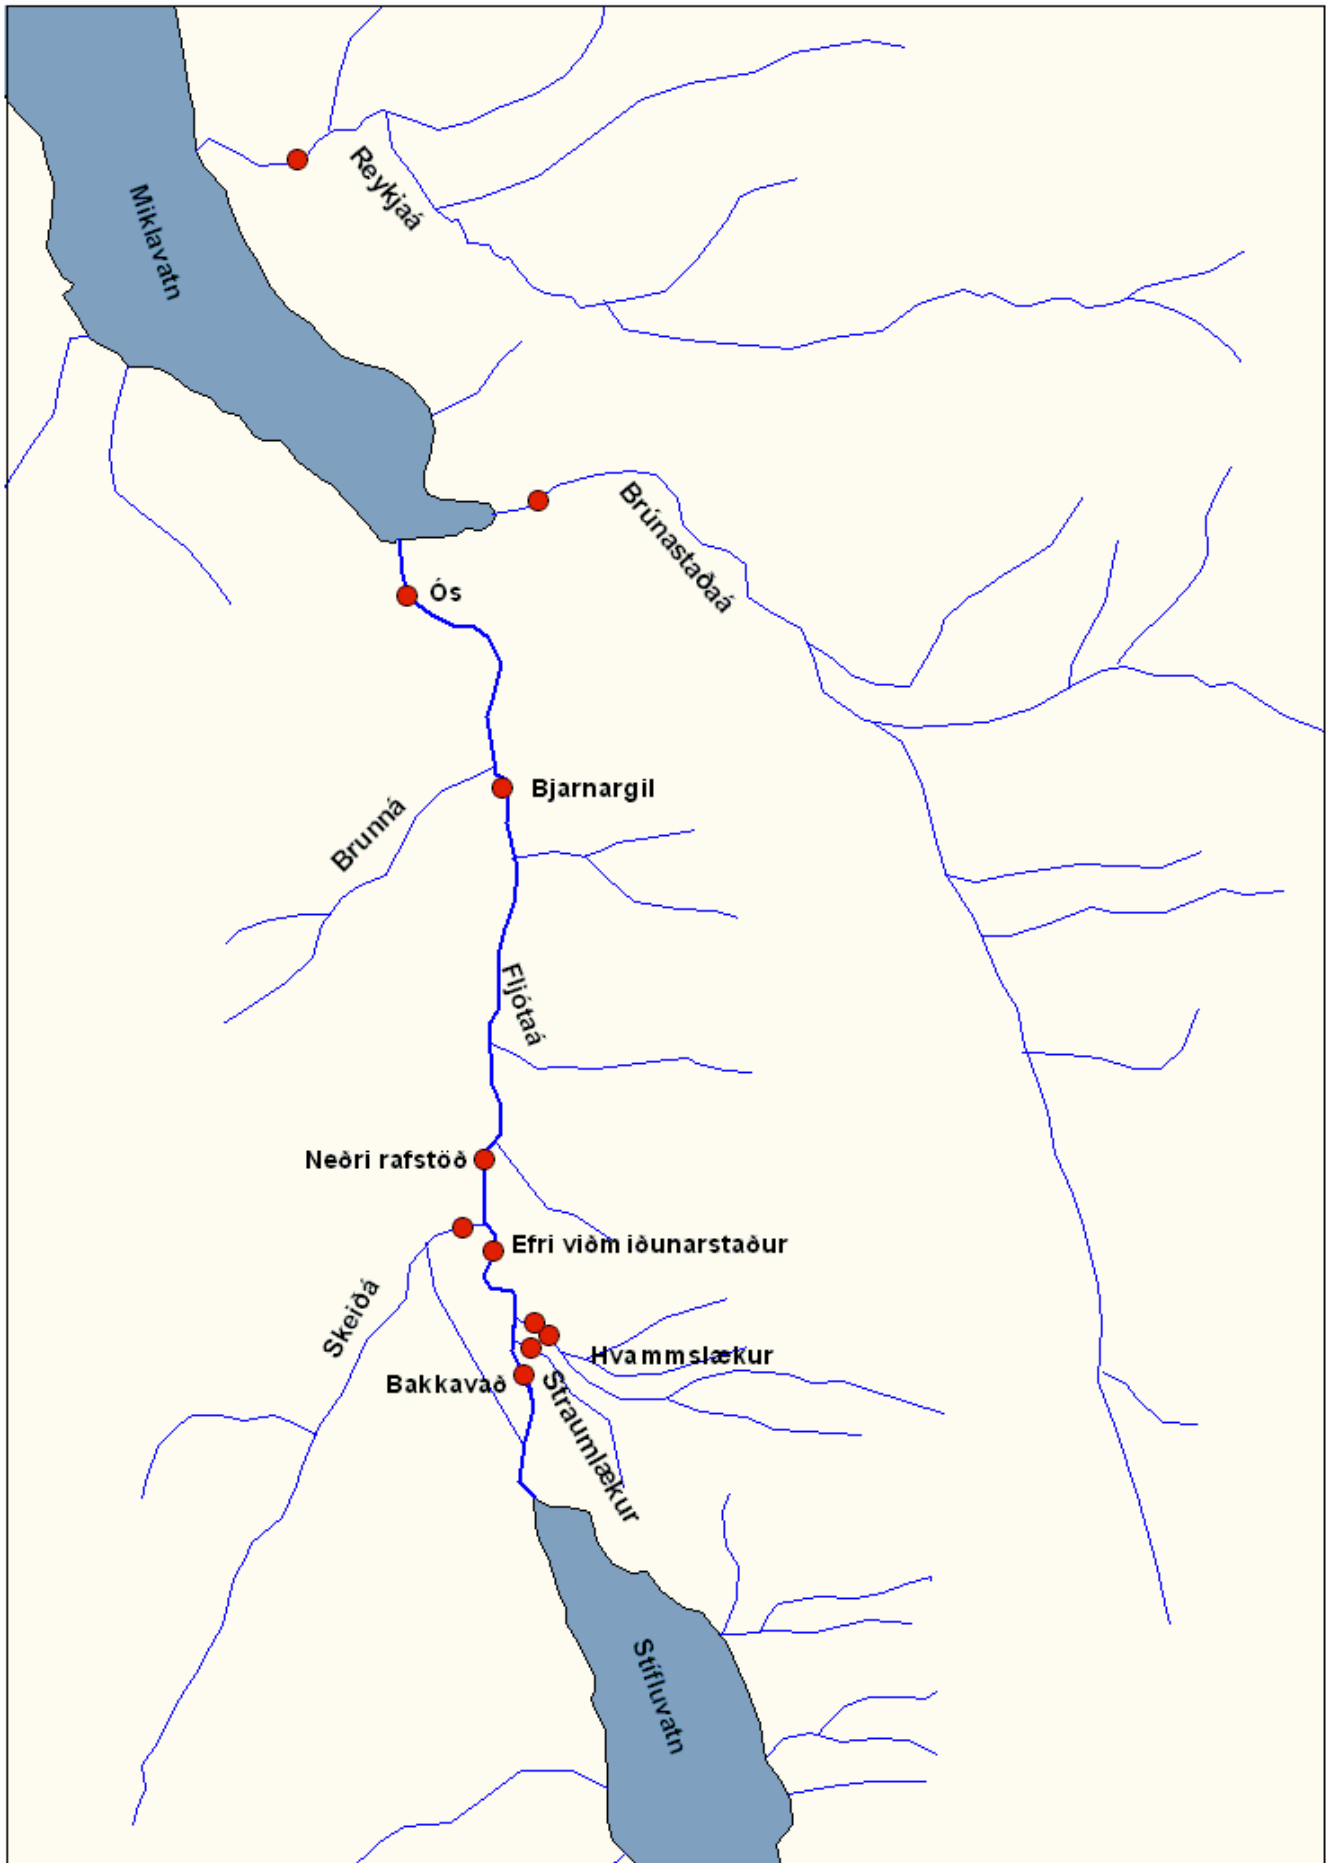 Reykjaá
Miklavatn
Brúnastaðaá
Ós
Bjarnargil
Brunná
Fljótaá
Neðri rafstöð
Efri viðmiðunarstaður
Skeiðá
Hvammslækur
Bakkavað
Straumlækur
Stífluvatn